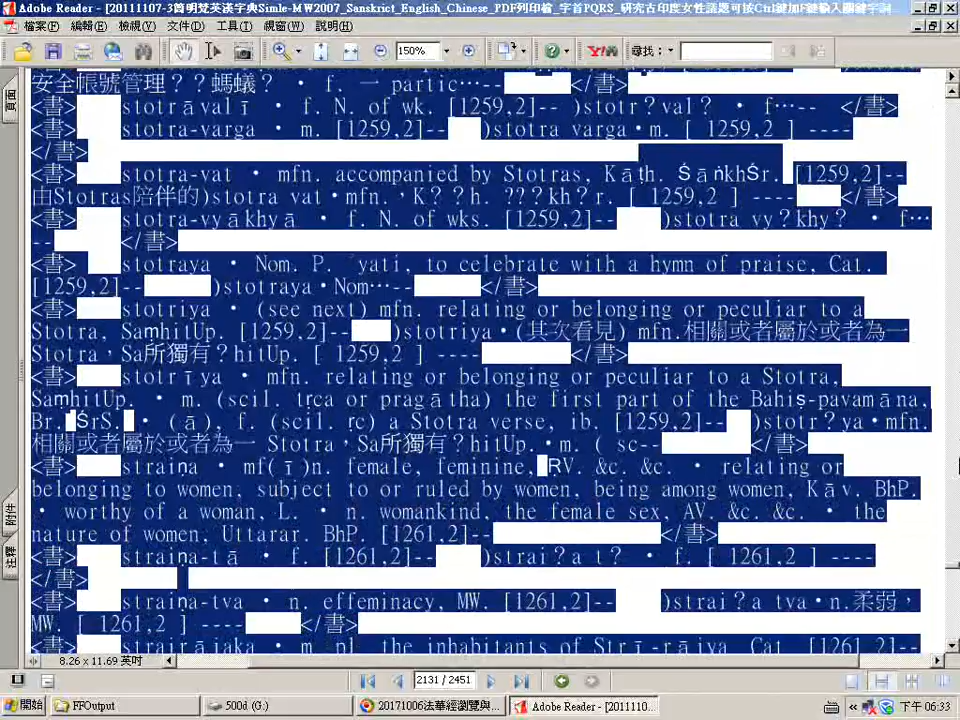 Adobe Reader - [20111107-3簡明梵英漢字典Simle-MW2007_Sanskrict_English_Chinese_PDF列印檔_字首PQRS_研究古印度女性議題可按Ctrl鍵加F鍵輸入關鍵字詞
檔案(F) 編輯(E) 檢視(V) 文件(D) 工具(T) 視窗(W) 說明(H)
150% Y! 尋找：
頁面
安全帳號管理？？螞蟻？ • f. 一 partic…-- </書>
<書> stotrāvalī • f. N. of wk. [1259,2]-- )stotr？val？ • f…-- </書>
<書> stotra-varga • m. [1259,2]-- )stotra varga•m. [ 1259,2 ] ----
</書>
<書> stotra-vat • mfn. accompanied by Stotras, Kāṭh. ŚāṅkhŚr. [1259,2]--
由Stotras陪伴的)stotra vat•mfn.，K？？h. ???kh？r. [ 1259,2 ] ---- </書>
<書> stotra-vyākhyā • f. N. of wks. [1259,2]-- )stotra vy？khy？ • f…
-- </書>
<書> stotraya • Nom. P. ˚yati, to celebrate with a hymn of praise, Cat.
[1259,2]-- )stotraya•Nom…-- </書>
<書> stotriya • (see next) mfn. relating or belonging or peculiar to a
Stotra, SaṃhitUp. [1259,2]-- )stotriya•(其次看見) mfn.相關或者屬於或者為一
Stotra，Sa所獨有？hitUp. [ 1259,2 ] ---- </書>
<書> stotrīya • mfn. relating or belonging or peculiar to a Stotra,
SaṃhitUp. • m. (scil. tṛca or pragātha) the first part of the Bahiṣ-pavamāna,
Br. ŚrS. • (ā), f. (scil. ṛc) a Stotra verse, ib. [1259,2]-- )stotr？ya•mfn.
相關或者屬於或者為一 Stotra，Sa所獨有？hitUp.•m. ( sc-- </書>
<書> straiṇa • mf(ī)n. female, feminine, ṚV. &c. &c. • relating or
belonging to women, subject to or ruled by women, being among women, Kāv. BhP.
• worthy of a woman, L. • n. womankind, the female sex, AV. &c. &c. • the
nature of women, Uttarar. BhP. [1261,2]-- </書>
<書> straiṇa-tā • f. [1261,2]-- )strai？a t？ • f. [ 1261,2 ] ----
</書>
<書> straiṇa-tva • n. effeminacy, MW. [1261,2]-- )strai？a tva•n.柔弱，
MW. [ 1261,2 ] ---- </書>
<書> strairājaka • m. pl. the inhabitants of Strī-rājya, Cat. [1261,2]--
附件
註釋
8.26 x 11.69 英吋
2131 / 2451
開始 FFOutput 500d (G:) 20171006法華經瀏覽與... Adobe Reader - [2011110... 下午 06:33